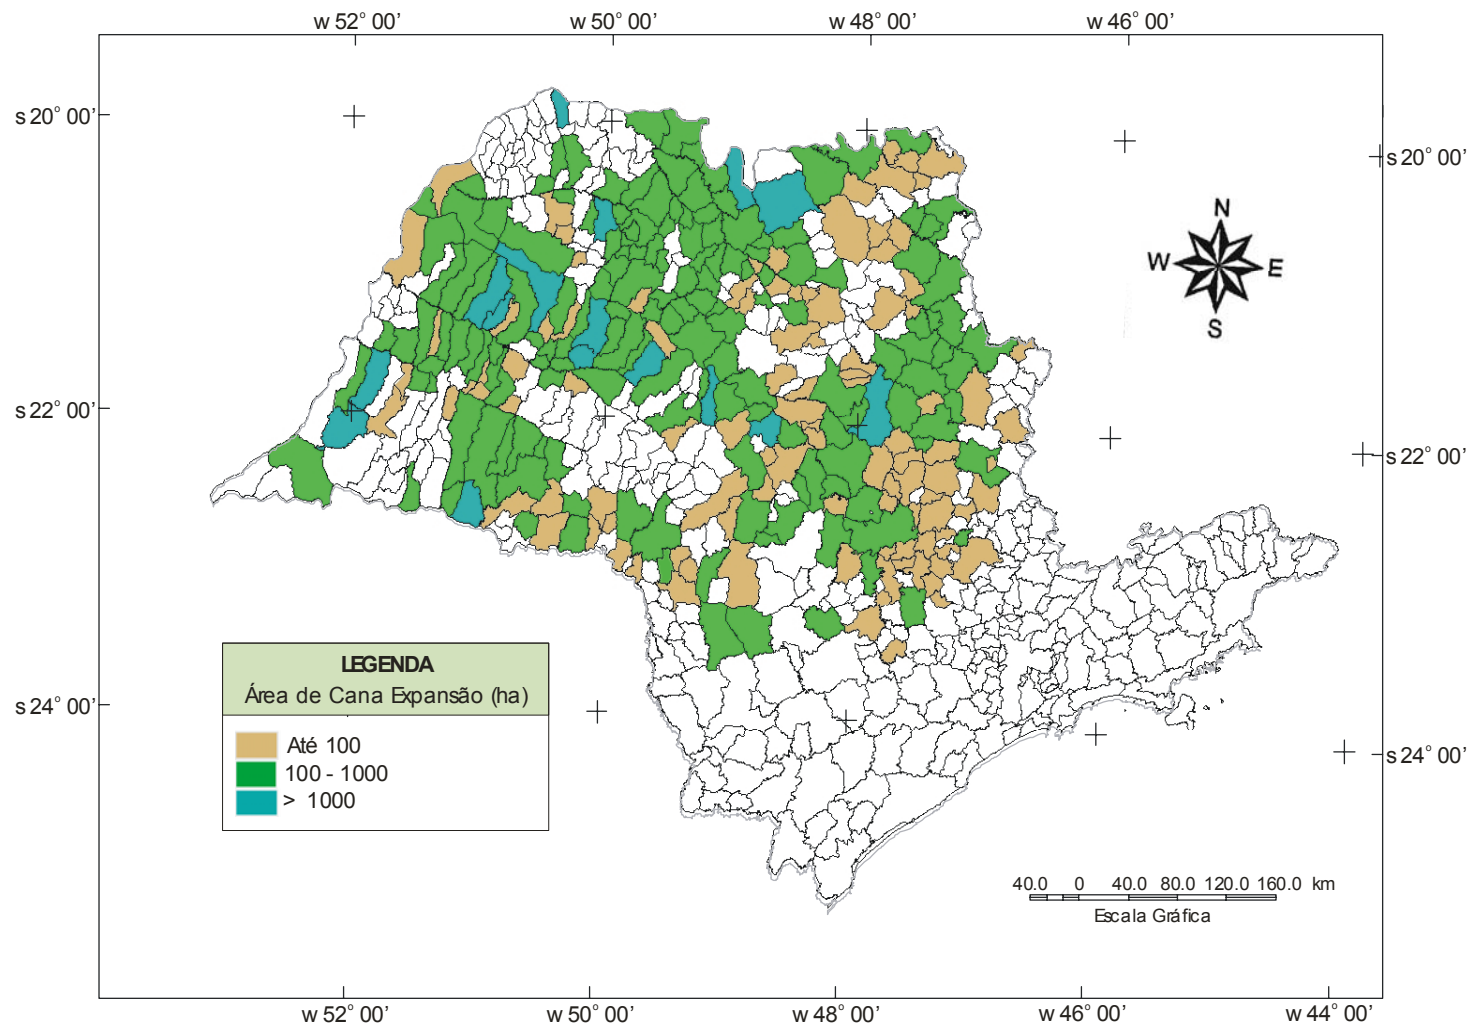 w 52° 00’ w 50° 00’ w 48° 00’ w 46° 00’
s 20° 00’
s 20° 00’
N
W E
S
s 22° 00’
s 22° 00’
LEGENDA
Área de Cana Expansão (ha)
s 24° 00’
Até 100
s 24° 00’
100 - 1000
> 1000
40.0 0 40.0 80.0 120.0 160.0 km
Escala Gráfica
w 52° 00’ w 50° 00’ w 48° 00’ w 46° 00’ w 44° 00’